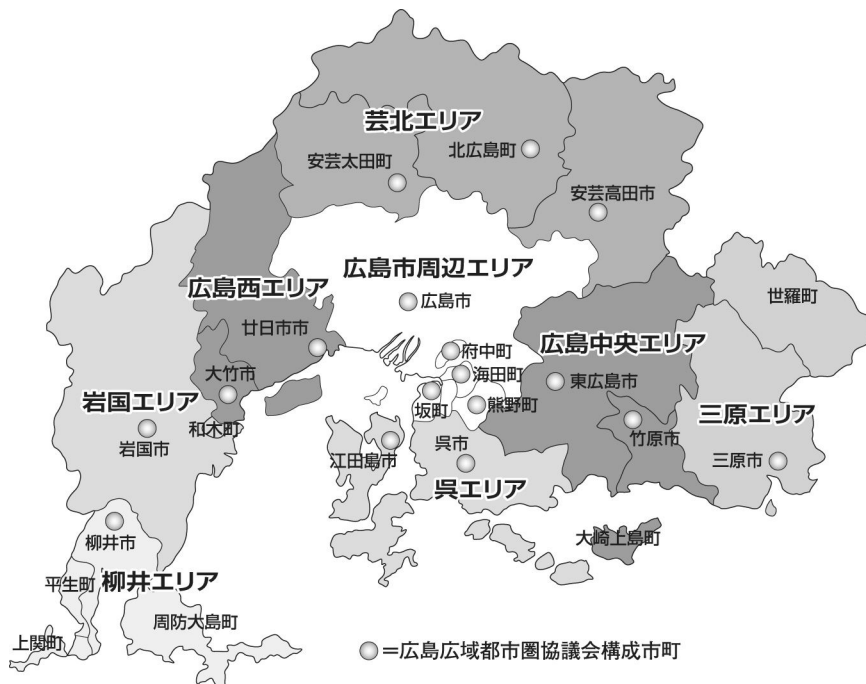 芸北エリア
安芸太田町
北広島町
安芸高田市
広島市周辺エリア
広島市
広島西エリア
廿日市市
大竹市
世羅町
広島中央エリア
府中町
海田町
東広島市
坂町
熊野町
岩国エリア
和木町
岩国市
三原エリア
竹原市
三原市
江田島市
呉市
呉エリア
柳井市
大崎上島町
平生町
柳井エリア
周防大島町
上関町
=広島広域都市圏協議会構成市町